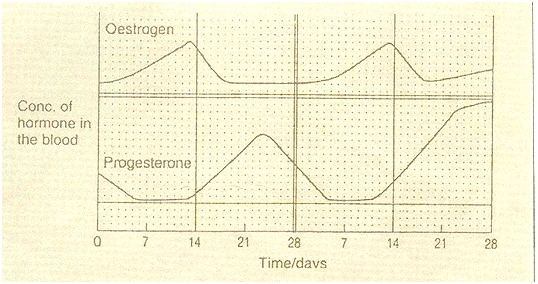 Oestrogen
Conc. of
hormone in
the blood
Progesterone
0 7 14 21 28 7 14 21 28
Time/days